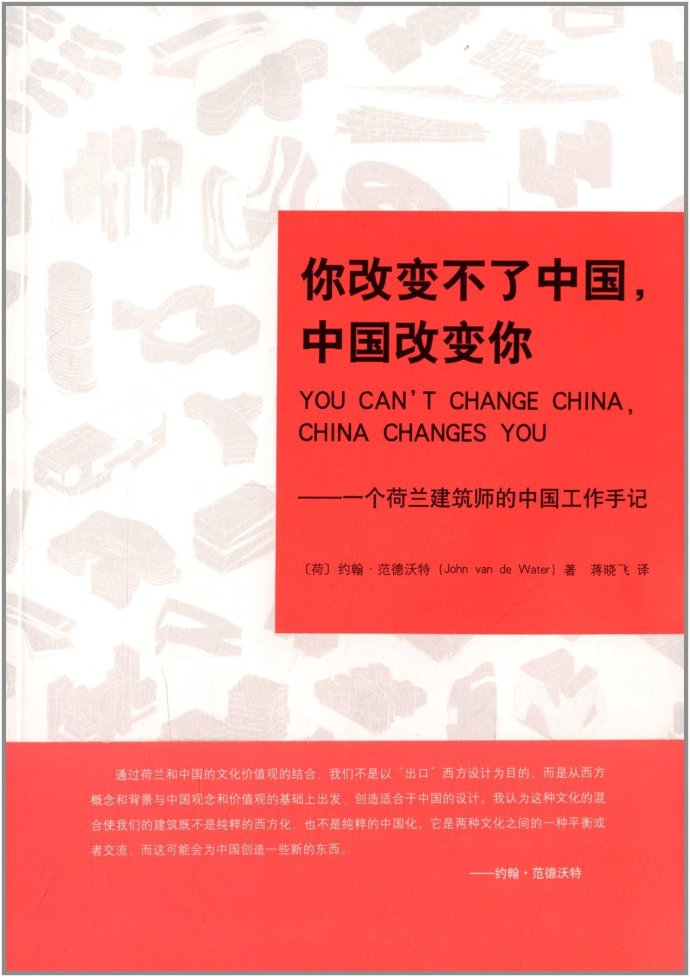 你改变不了中国，
中国改变你
YOU CAN'T CHANGE CHINA,
CHINA CHANGES YOU
——一个荷兰建筑师的中国工作手记
〔荷〕约翰·范德沃特（John van de Water）著 蒋晓飞 译
通过荷兰和中国的文化价值观的结合，我们不是以“出口”西方设计为目的，而是从西方
概念和背景与中国观念和价值观的基础上出发，创造适合于中国的设计。我认为这种文化的混
合使我们的建筑既不是纯粹的西方化，也不是纯粹的中国化。它是两种文化之间的一种平衡或
者交流，而这可能会为中国创造一些新的东西。
——约翰·范德沃特